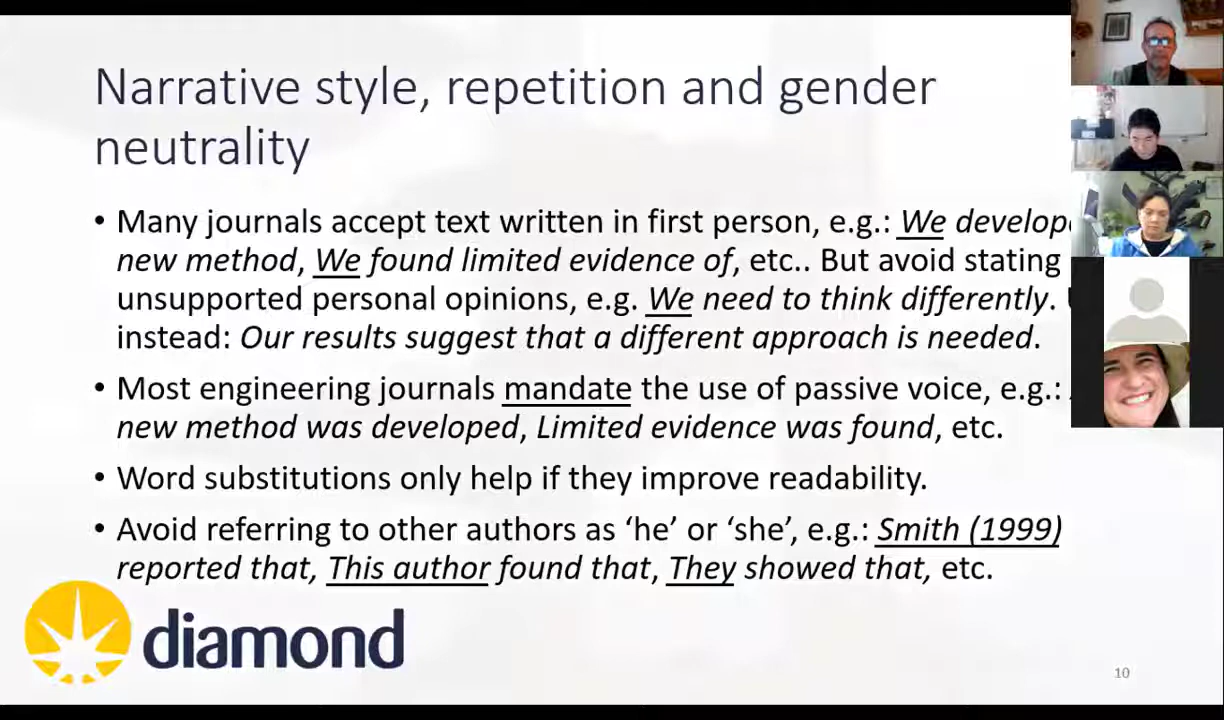 Narrative style, repetition and gender
neutrality
• Many journals accept text written in first person, e.g.: We
new method, We found limited evidence of, etc.. But avoid stating
unsupported personal opinions, e.g. We need to think differently.
instead: Our results suggest that a different approach is needed.
• Most engineering journals mandate the use of passive voice, e.g.:
new method was developed, Limited evidence was found, etc.
• Word substitutions only help if they improve readability.
• Avoid referring to other authors as ‘he’ or ‘she’, e.g.: Smith (1999)
reported that, This author found that, They showed that, etc.
diamond
10